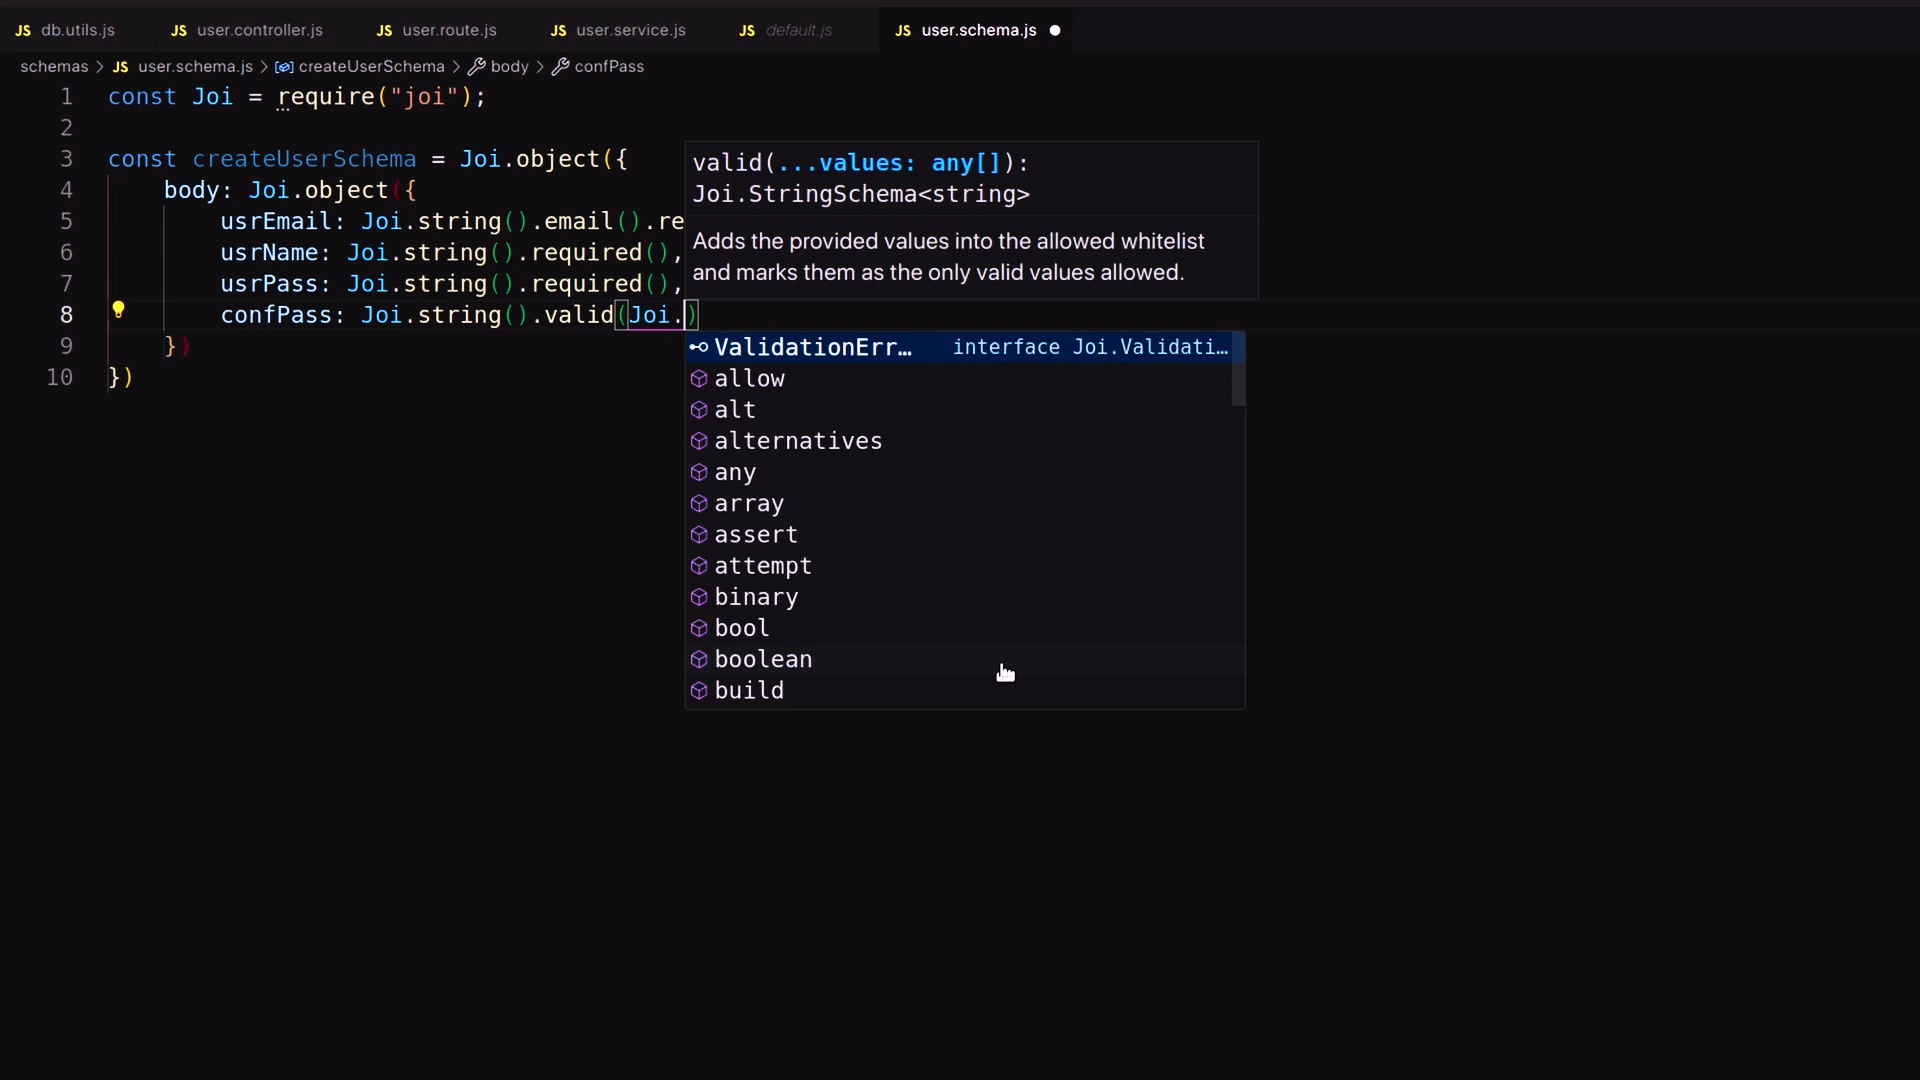 JS db.utils.js JS user.controller.js JS user.route.js JS user.service.js JS default.js JS user.schema.js
schemas > JS user.schema.js > createUserSchema > body > confPass
1 const Joi = require("joi");
2
3 const createUserSchema = Joi.object({
4 body: Joi.object({
5 usrEmail: Joi.string().email().re
6 usrName: Joi.string().required(),
7 usrPass: Joi.string().required(),
8 confPass: Joi.string().valid(Joi.)
9 })
10 })
valid(...values: any[]):
Joi.StringSchema<string>
Adds the provided values into the allowed whitelist
and marks them as the only valid values allowed.
ValidationErr… interface Joi.Validati…
allow
alt
alternatives
any
array
assert
attempt
binary
bool
boolean
build